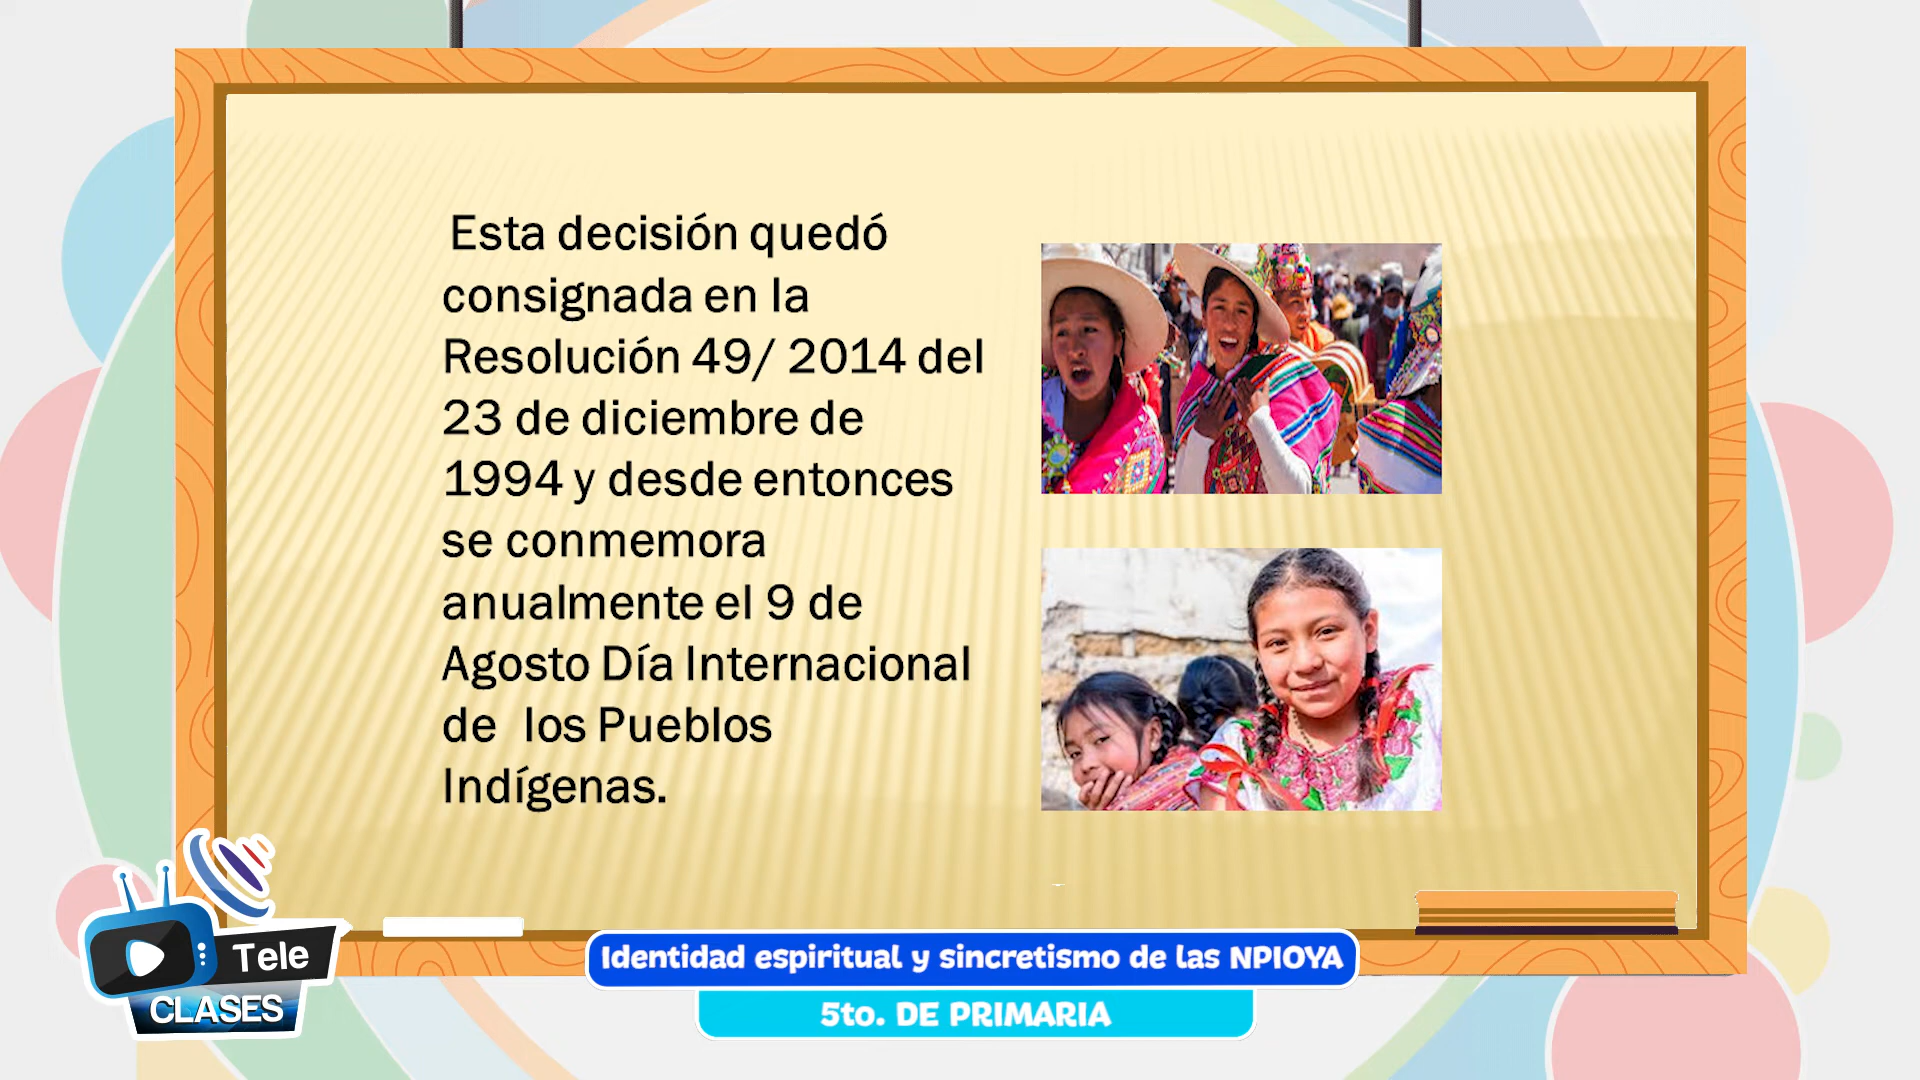 Esta decisión quedó
consignada en la
Resolución 49/ 2014 del
23 de diciembre de
1994 y desde entonces
se conmemora
anualmente el 9 de
Agosto Día Internacional
de los Pueblos
Indígenas.
Tele
CLASES
Identidad espiritual y sincretismo de las NPIOYA
5to. DE PRIMARIA